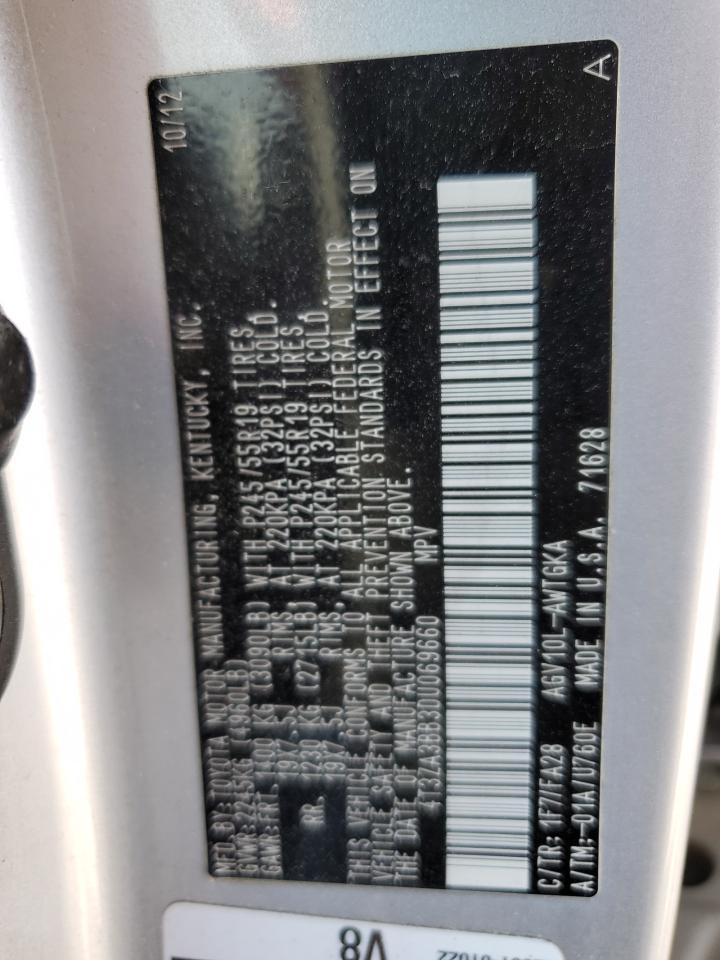 MFD. BY: TOYOTA MOTOR MANUFACTURING, KENTUCKY, INC. 10/12
GVWR 2245KG (4950LB)
GAWR FRT. KG (3090LB) WITH P245/55R19 TIRES,
19X7.5J RIMS, AT 220KPA (32PSI) COLD.
RR. KG (2715LB) WITH P245/55R19 TIRES,
19X7.5J RIMS, AT 220KPA (32PSI) COLD.
THIS VEHICLE CONFORMS TO ALL APPLICABLE FEDERAL MOTOR
VEHICLE SAFETY AND THEFT PREVENTION STANDARDS IN EFFECT ON
THE DATE OF MANUFACTURE SHOWN ABOVE.
4T3ZA3BB3DU069660 MPV
C/TR: 1F7/FA28 AGV10L-AWTGKA
A/TM:-01A/U760E MADE IN U.S.A. 71628 A
V8